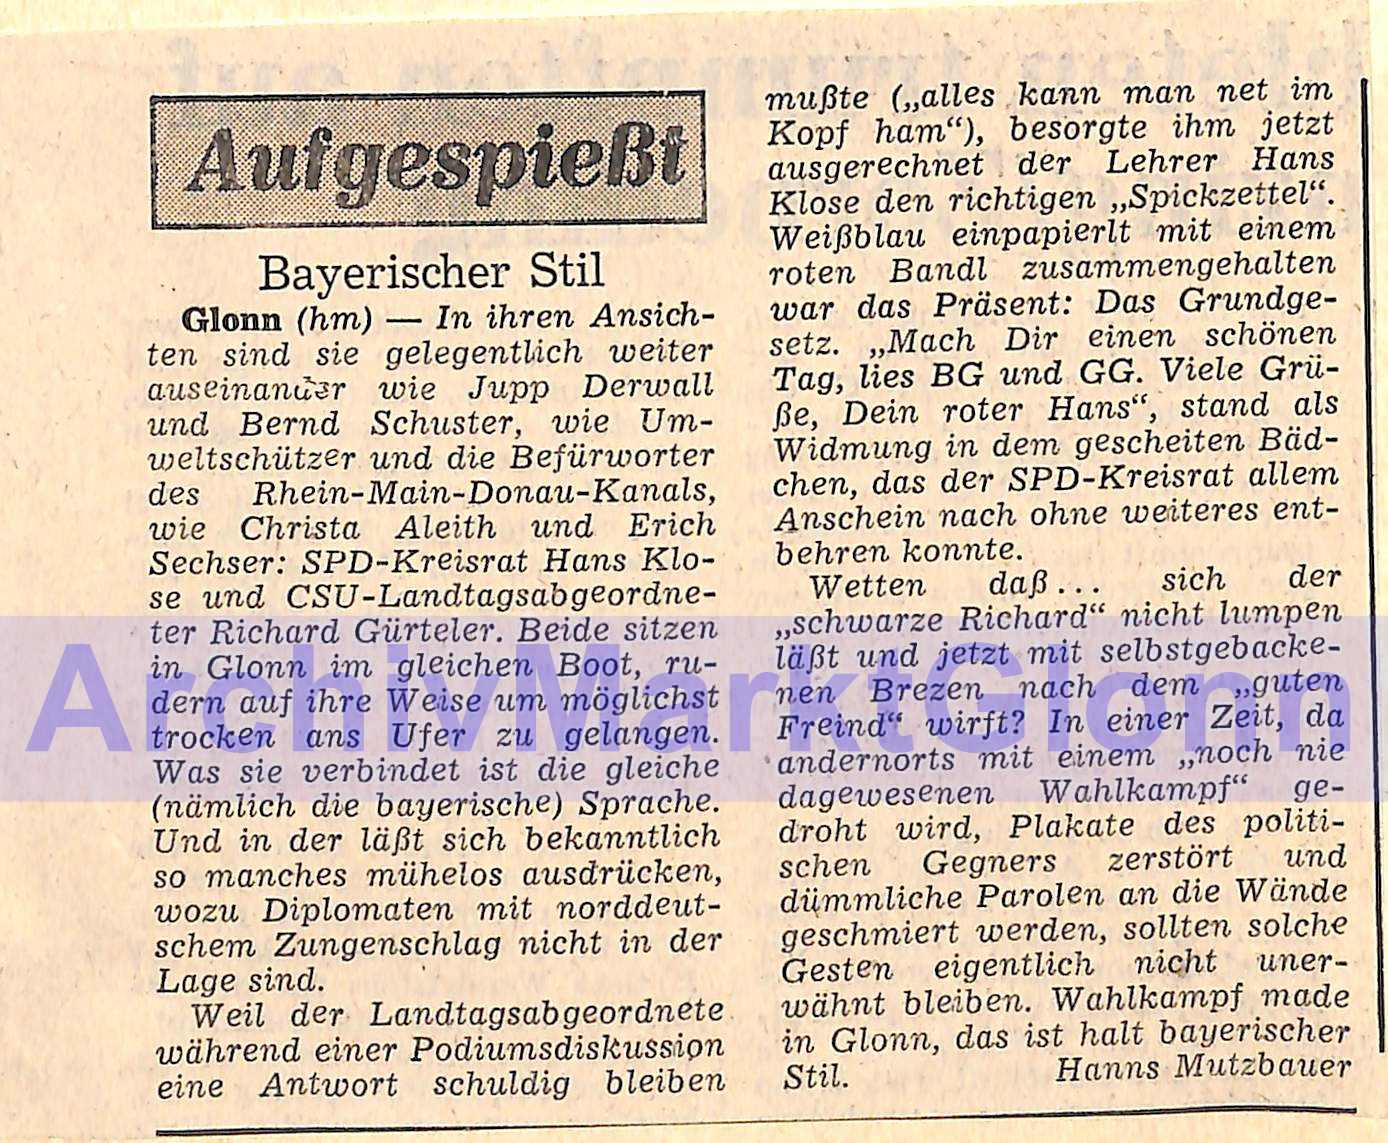 Aufgespießt
Bayerischer Stil
Glonn (hm) — In ihren Ansich-
ten sind sie gelegentlich weiter
auseinander wie Jupp Derwall
und Bernd Schuster, wie Um-
weltschützer und die Befürworter
des Rhein-Main-Donau-Kanals,
wie Christa Aleith und Erich
Sechser: SPD-Kreisrat Hans Klo-
se und CSU-Landtagsabgeordne-
ter Richard Gürteler. Beide sitzen
in Glonn im gleichen Boot, ru-
dern auf ihre Weise um möglichst
trocken ans Ufer zu gelangen.
Was sie verbindet ist die gleiche
(nämlich die bayerische) Sprache.
Und in der läßt sich bekanntlich
so manches mühelos ausdrücken,
wozu Diplomaten mit norddeut-
schem Zungenschlag nicht in der
Lage sind.
Weil der Landtagsabgeordnete
während einer Podiumsdiskussion
eine Antwort schuldig bleiben
mußte („alles kann man net im
Kopf ham“), besorgte ihm jetzt
ausgerechnet der Lehrer Hans
Klose den richtigen „Spickzettel“.
Weißblau einpapierlt mit einem
roten Bandl zusammengehalten
war das Präsent: Das Grundge-
setz. „Mach Dir einen schönen
Tag, lies BG und GG. Viele Grü-
ße, Dein roter Hans“, stand als
Widmung in dem gescheiten Bäd-
chen, das der SPD-Kreisrat allem
Anschein nach ohne weiteres ent-
behren konnte.
Wetten daß... sich der
„schwarze Richard“ nicht lumpen
läßt und jetzt mit selbstgebacke-
nen Brezen nach dem „guten
Freind“ wirft? In einer Zeit, da
andernorts mit einem „noch nie
dagewesenen Wahlkampf“ ge-
droht wird, Plakate des politi-
schen Gegners zerstört und
dümmliche Parolen an die Wände
geschmiert werden, sollten solche
Gesten eigentlich nicht uner-
wähnt bleiben. Wahlkampf made
in Glonn, das ist halt bayerischer
Stil. Hanns Mutzbauer
ArchivMarktGlonn